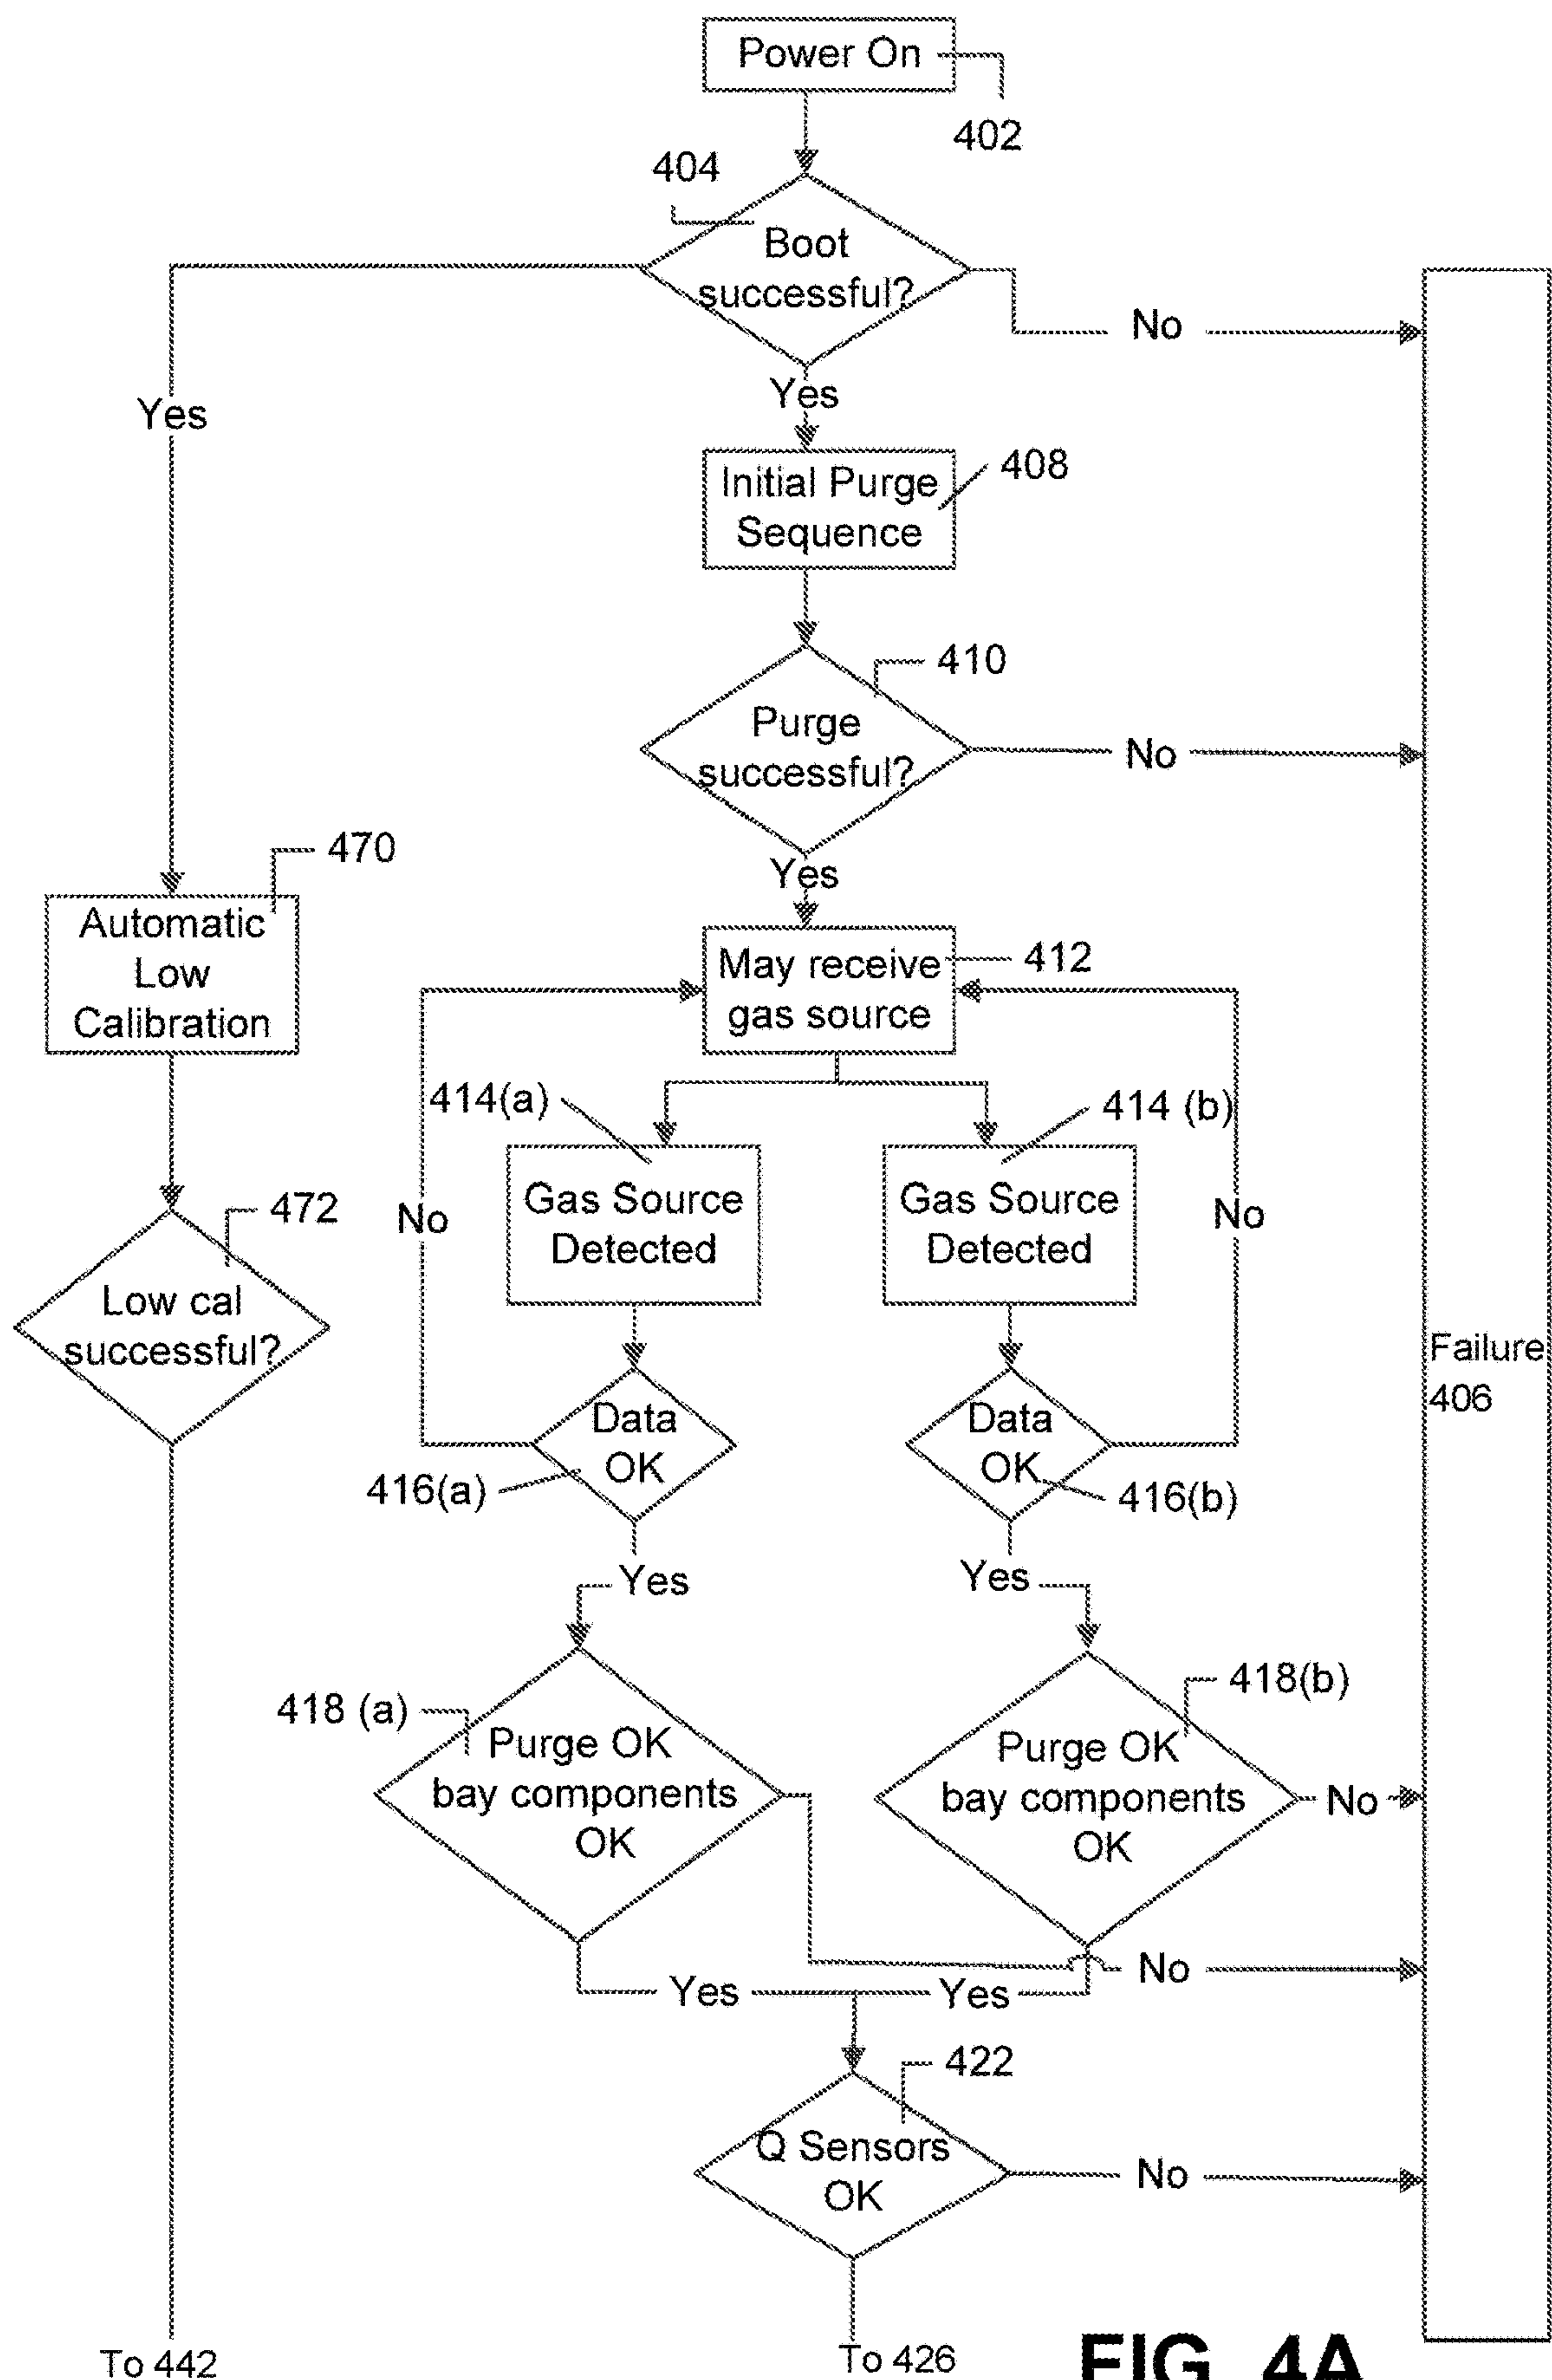 Power On
402
404
Boot
successful?
No
Yes
Yes
Initial Purge
Sequence
408
410
Purge
successful?
No
Yes
470
Automatic
Low
Calibration
May receive
gas source
412
414(a)
414 (b)
Gas Source
Detected
Gas Source
Detected
No
No
472
Low cal
successful?
Failure
406
Data
OK
Data
OK
416(a)
416(b)
Yes
Yes
418 (a)
418(b)
Purge OK
bay components
OK
Purge OK
bay components
OK
No
No
Yes
Yes
422
Q Sensors
OK
No
To 442
To 426
FIG. 4A